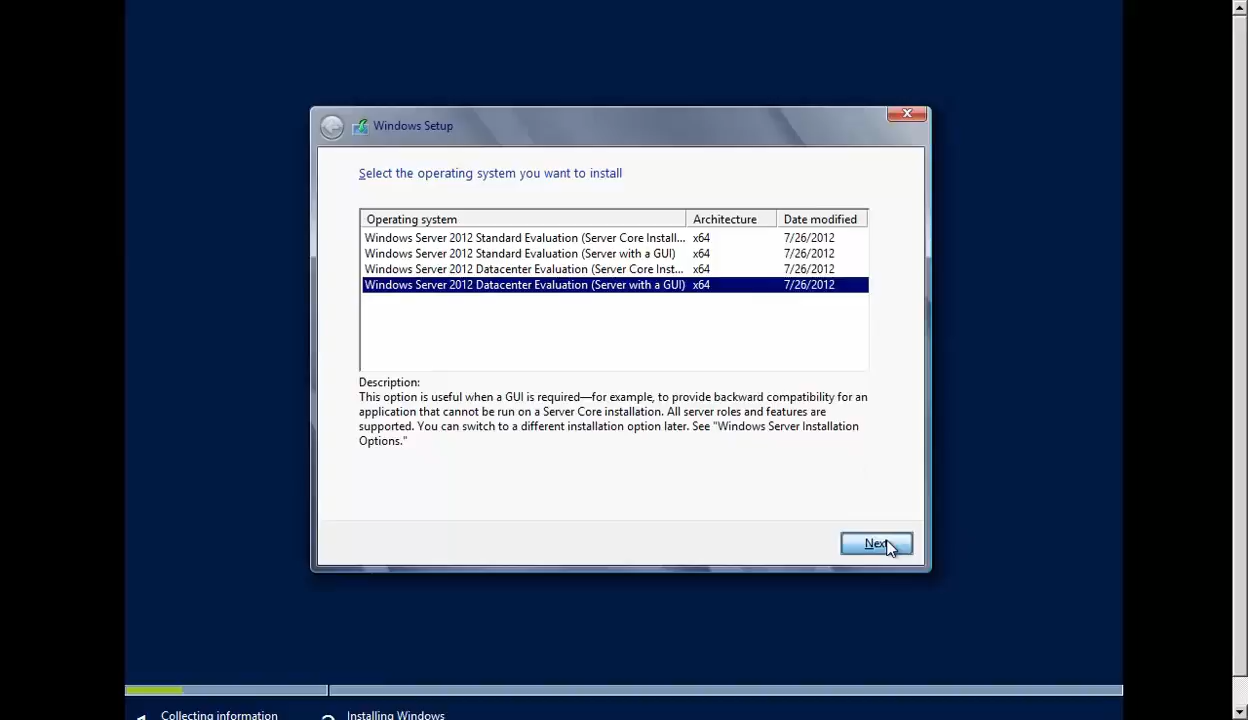 Windows Setup
Select the operating system you want to install
Operating system Architecture Date modified
Windows Server 2012 Standard Evaluation (Server Core Install... x64 7/26/2012
Windows Server 2012 Standard Evaluation (Server with a GUI) x64 7/26/2012
Windows Server 2012 Datacenter Evaluation (Server Core Inst... x64 7/26/2012
Windows Server 2012 Datacenter Evaluation (Server with a GUI) x64 7/26/2012
Description:
This option is useful when a GUI is required—for example, to provide backward compatibility for an
application that cannot be run on a Server Core installation. All server roles and features are
supported. You can switch to a different installation option later. See "Windows Server Installation
Options."
Next
Collecting information Installing Windows